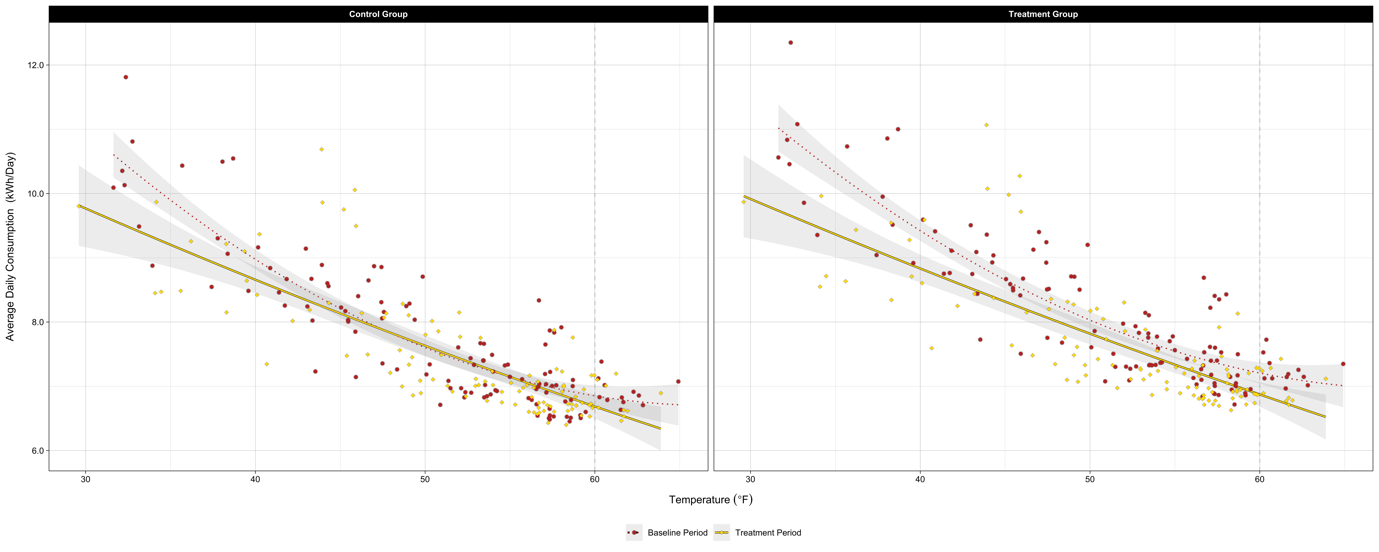 Control Group
Treatment Group
Average Daily Consumption (kWh/Day)
12.0
10.0
8.0
6.0
30
40
50
60
30
40
50
60
Temperature (°F)
Baseline Period
Treatment Period